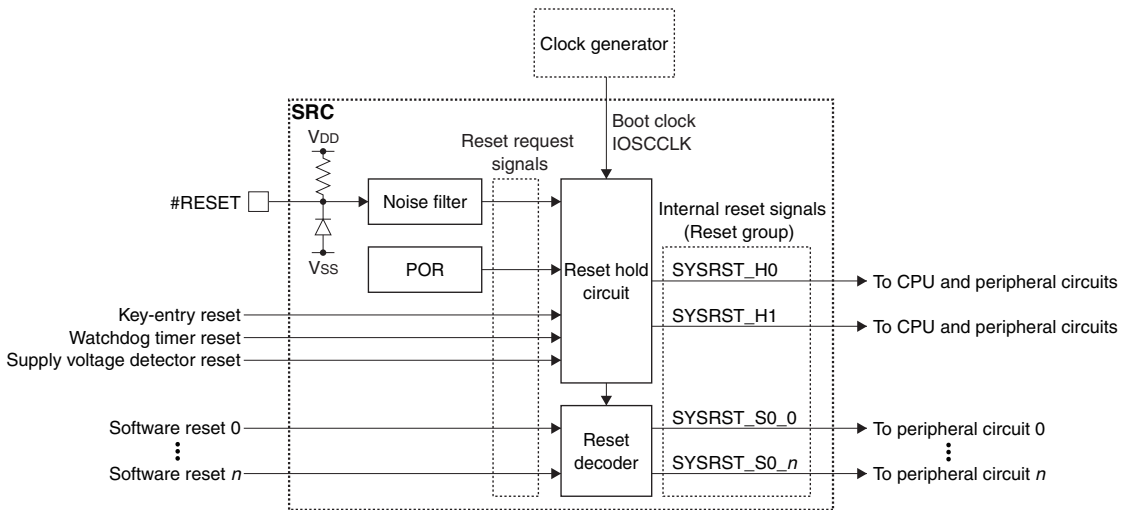 Clock generator
SRC
Boot clock
IOSCCLK
VDD
Reset request
signals
#RESET
Noise filter
Internal reset signals
(Reset group)
VSS
POR
Reset hold
circuit
SYSRST_H0
To CPU and peripheral circuits
Key-entry reset
SYSRST_H1
To CPU and peripheral circuits
Watchdog timer reset
Supply voltage detector reset
Software reset 0
Reset
decoder
SYSRST_S0_0
To peripheral circuit 0
Software reset n
SYSRST_S0_n
To peripheral circuit n